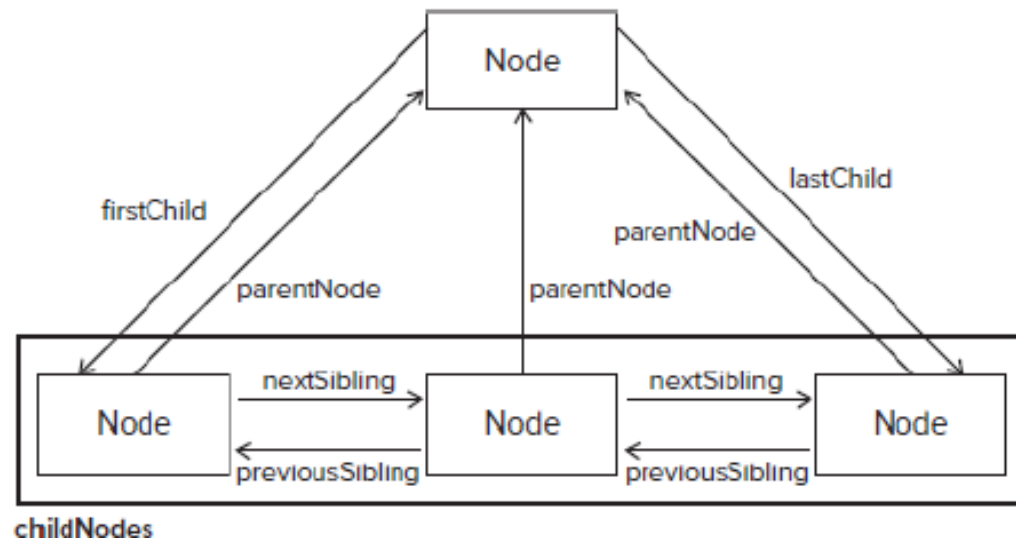 Node
lastChild
firstChild
parentNode
parentNode
parentNode
nextSibling
nextSibling
Node
Node
Node
previousSibling
previousSibling
childNodes